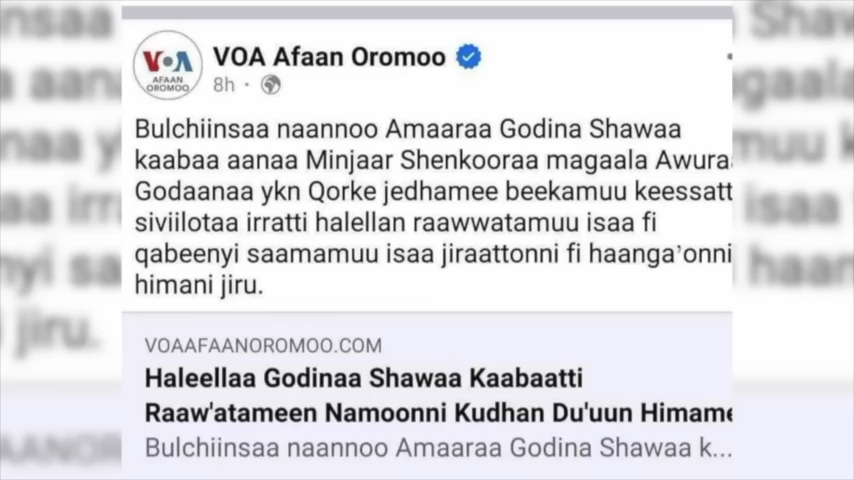 VOA Afaan Oromoo
VOA
AFAAN
OROMOO
8h ·
Bulchiinsaa naannoo Amaaraa Godina Shawaa
kaabaa aanaa Minjaar Shenkooraa magaala Awura
Godaanaa ykn Qorke jedhamee beekamuu keessatt
siviilotaa irratti halellan raawwatamuu isaa fi
qabeenyi saamamuu isaa jiraattonni fi haanga’onni
himani jiru.
VOAAFAANOROMOO.COM
Haleellaa Godinaa Shawaa Kaabaatti
Raaw'atameen Namoonni Kudhan Du'uun Himame
Bulchiinsaa naannoo Amaaraa Godina Shawaa k...